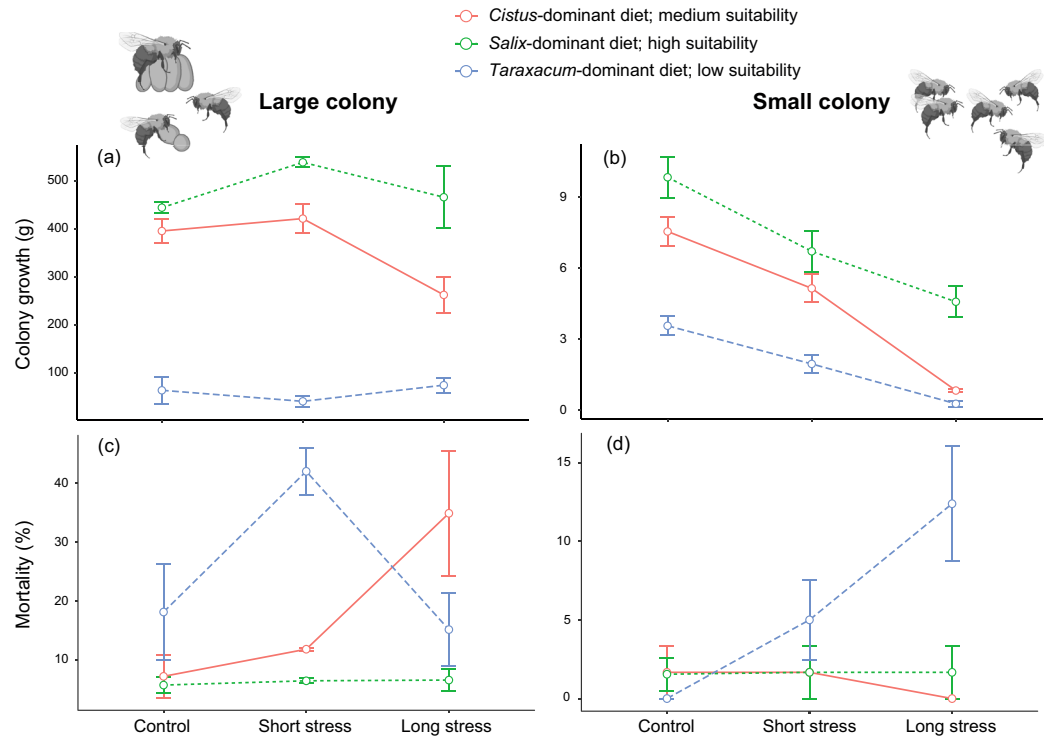 Cistus-dominant diet; medium suitability
Salix-dominant diet; high suitability
Taraxacum-dominant diet; low suitability
Large colony
Small colony
(a)
500
400
300
200
100
Colony growth (g)
(b)
9
6
3
0
(c)
40
30
20
10
Mortality (%)
Control
Short stress
Long stress
(d)
15
10
5
0
Control
Short stress
Long stress